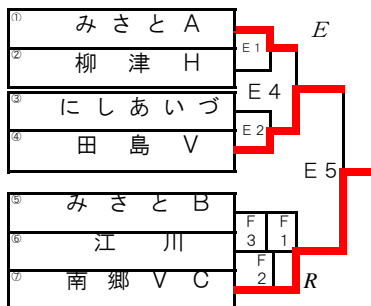 ① みさとA
E1
E
② 柳津H
E4
③ にしあいづ
E2
④ 田島V
E5
⑤ みさとB
F3
F1
⑥ 江川
F2
⑦ 南郷VC
R